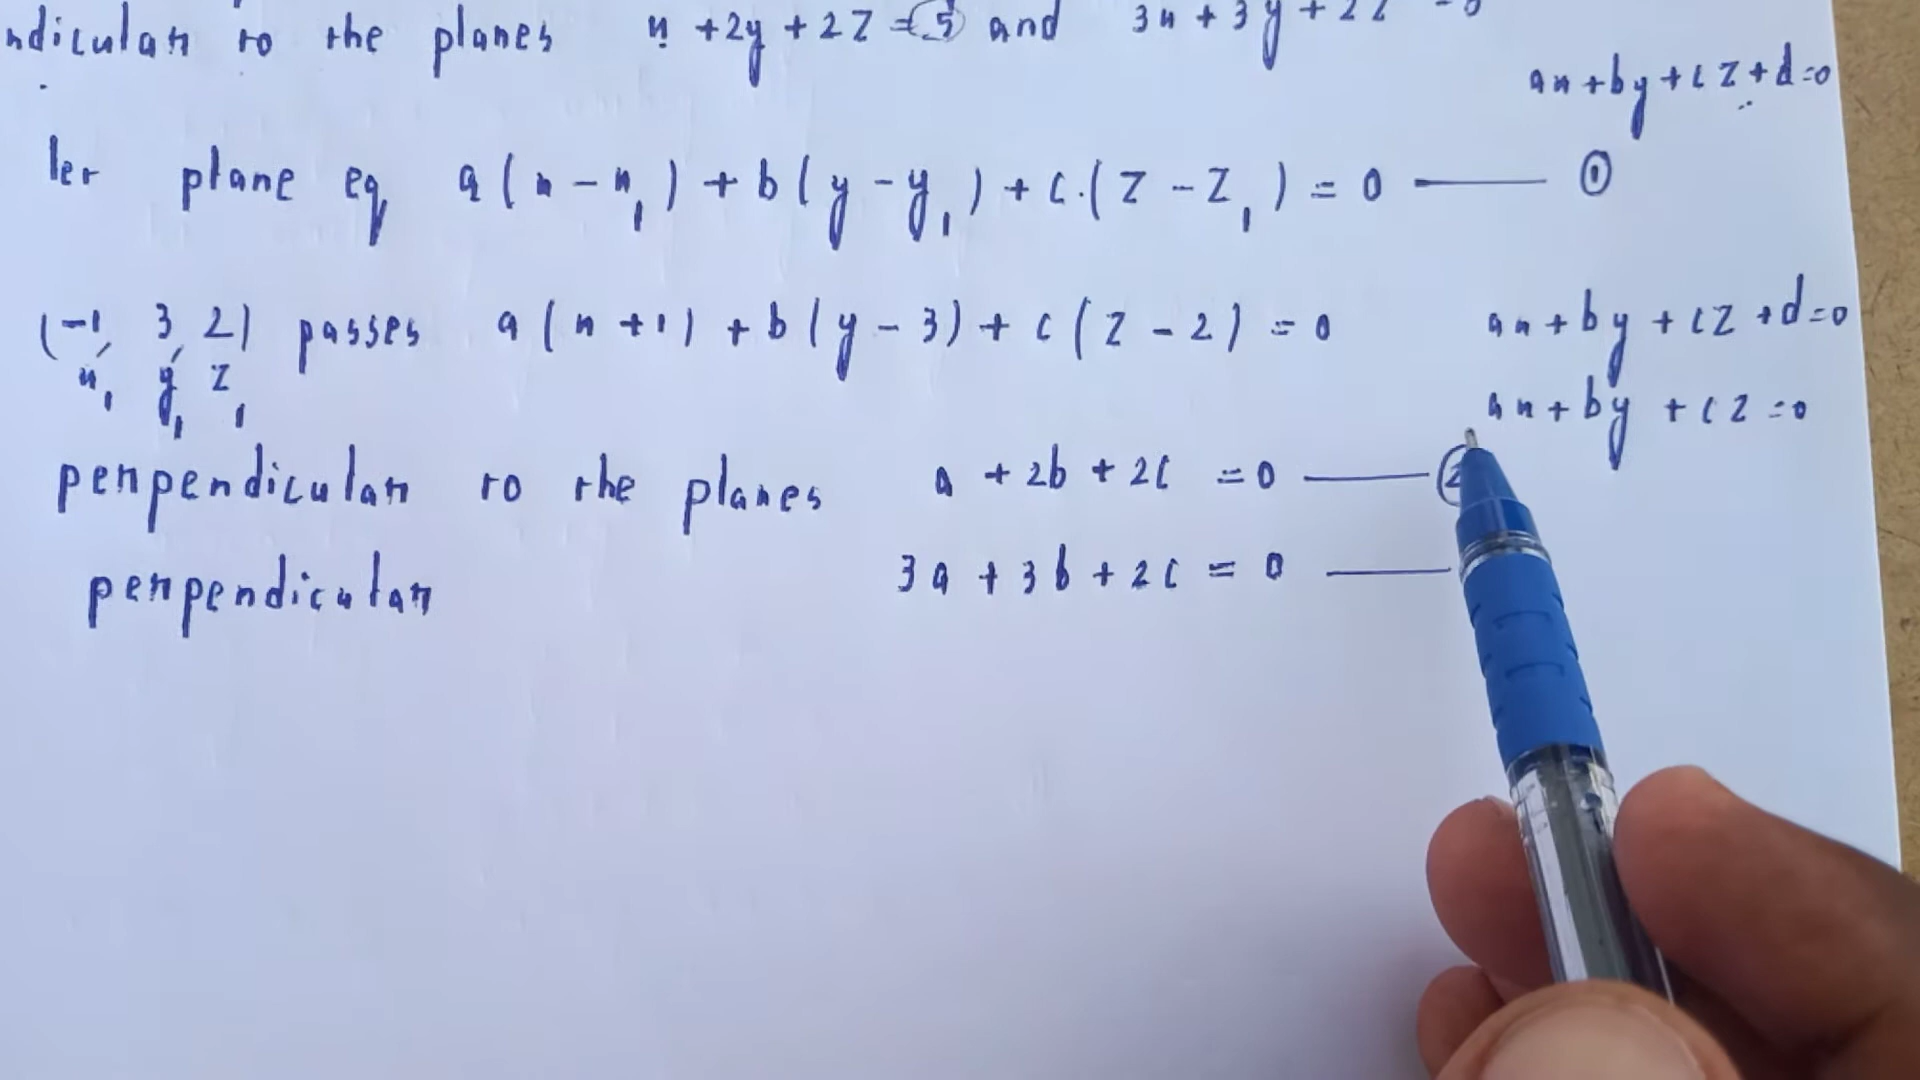 to the planes x + 2y + 2z = 5 and 3x + 3y + 2z
ax + by + cz + d = 0
let plane eq a(x - x₁) + b(y - y₁) + c.(z - z₁) = 0 —— ①
(-1, 3, 2) passes a(x + 1) + b(y - 3) + c(z - 2) = 0
ax + by + cz + d = 0
x₁ y₁ z₁
ax + by + cz = 0
perpendicular to the planes a + 2b + 2c = 0 —— ②
perpendicular 3a + 3b + 2c = 0 ——